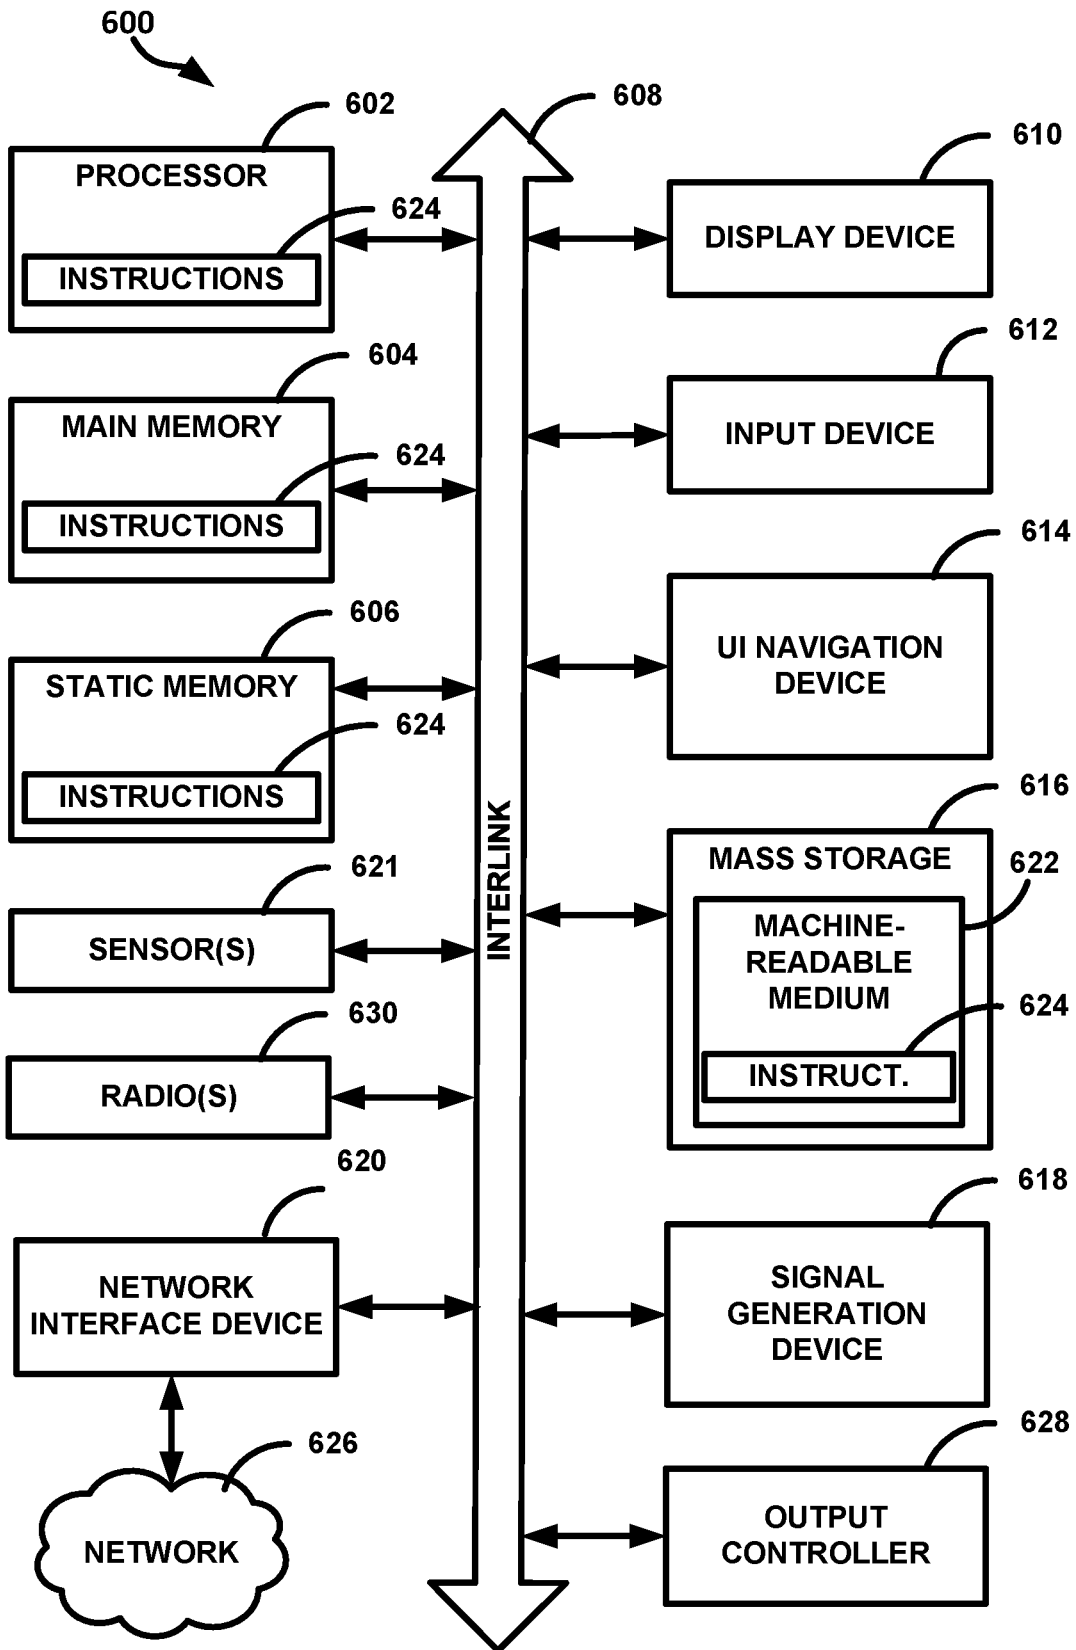 600
602
PROCESSOR
624
INSTRUCTIONS
604
MAIN MEMORY
624
INSTRUCTIONS
606
STATIC MEMORY
624
INSTRUCTIONS
621
SENSOR(S)
630
RADIO(S)
620
NETWORK
INTERFACE DEVICE
626
NETWORK
608
INTERLINK
610
DISPLAY DEVICE
612
INPUT DEVICE
614
UI NAVIGATION
DEVICE
616
MASS STORAGE
622
MACHINE-
READABLE
MEDIUM
624
INSTRUCT.
618
SIGNAL
GENERATION
DEVICE
628
OUTPUT
CONTROLLER